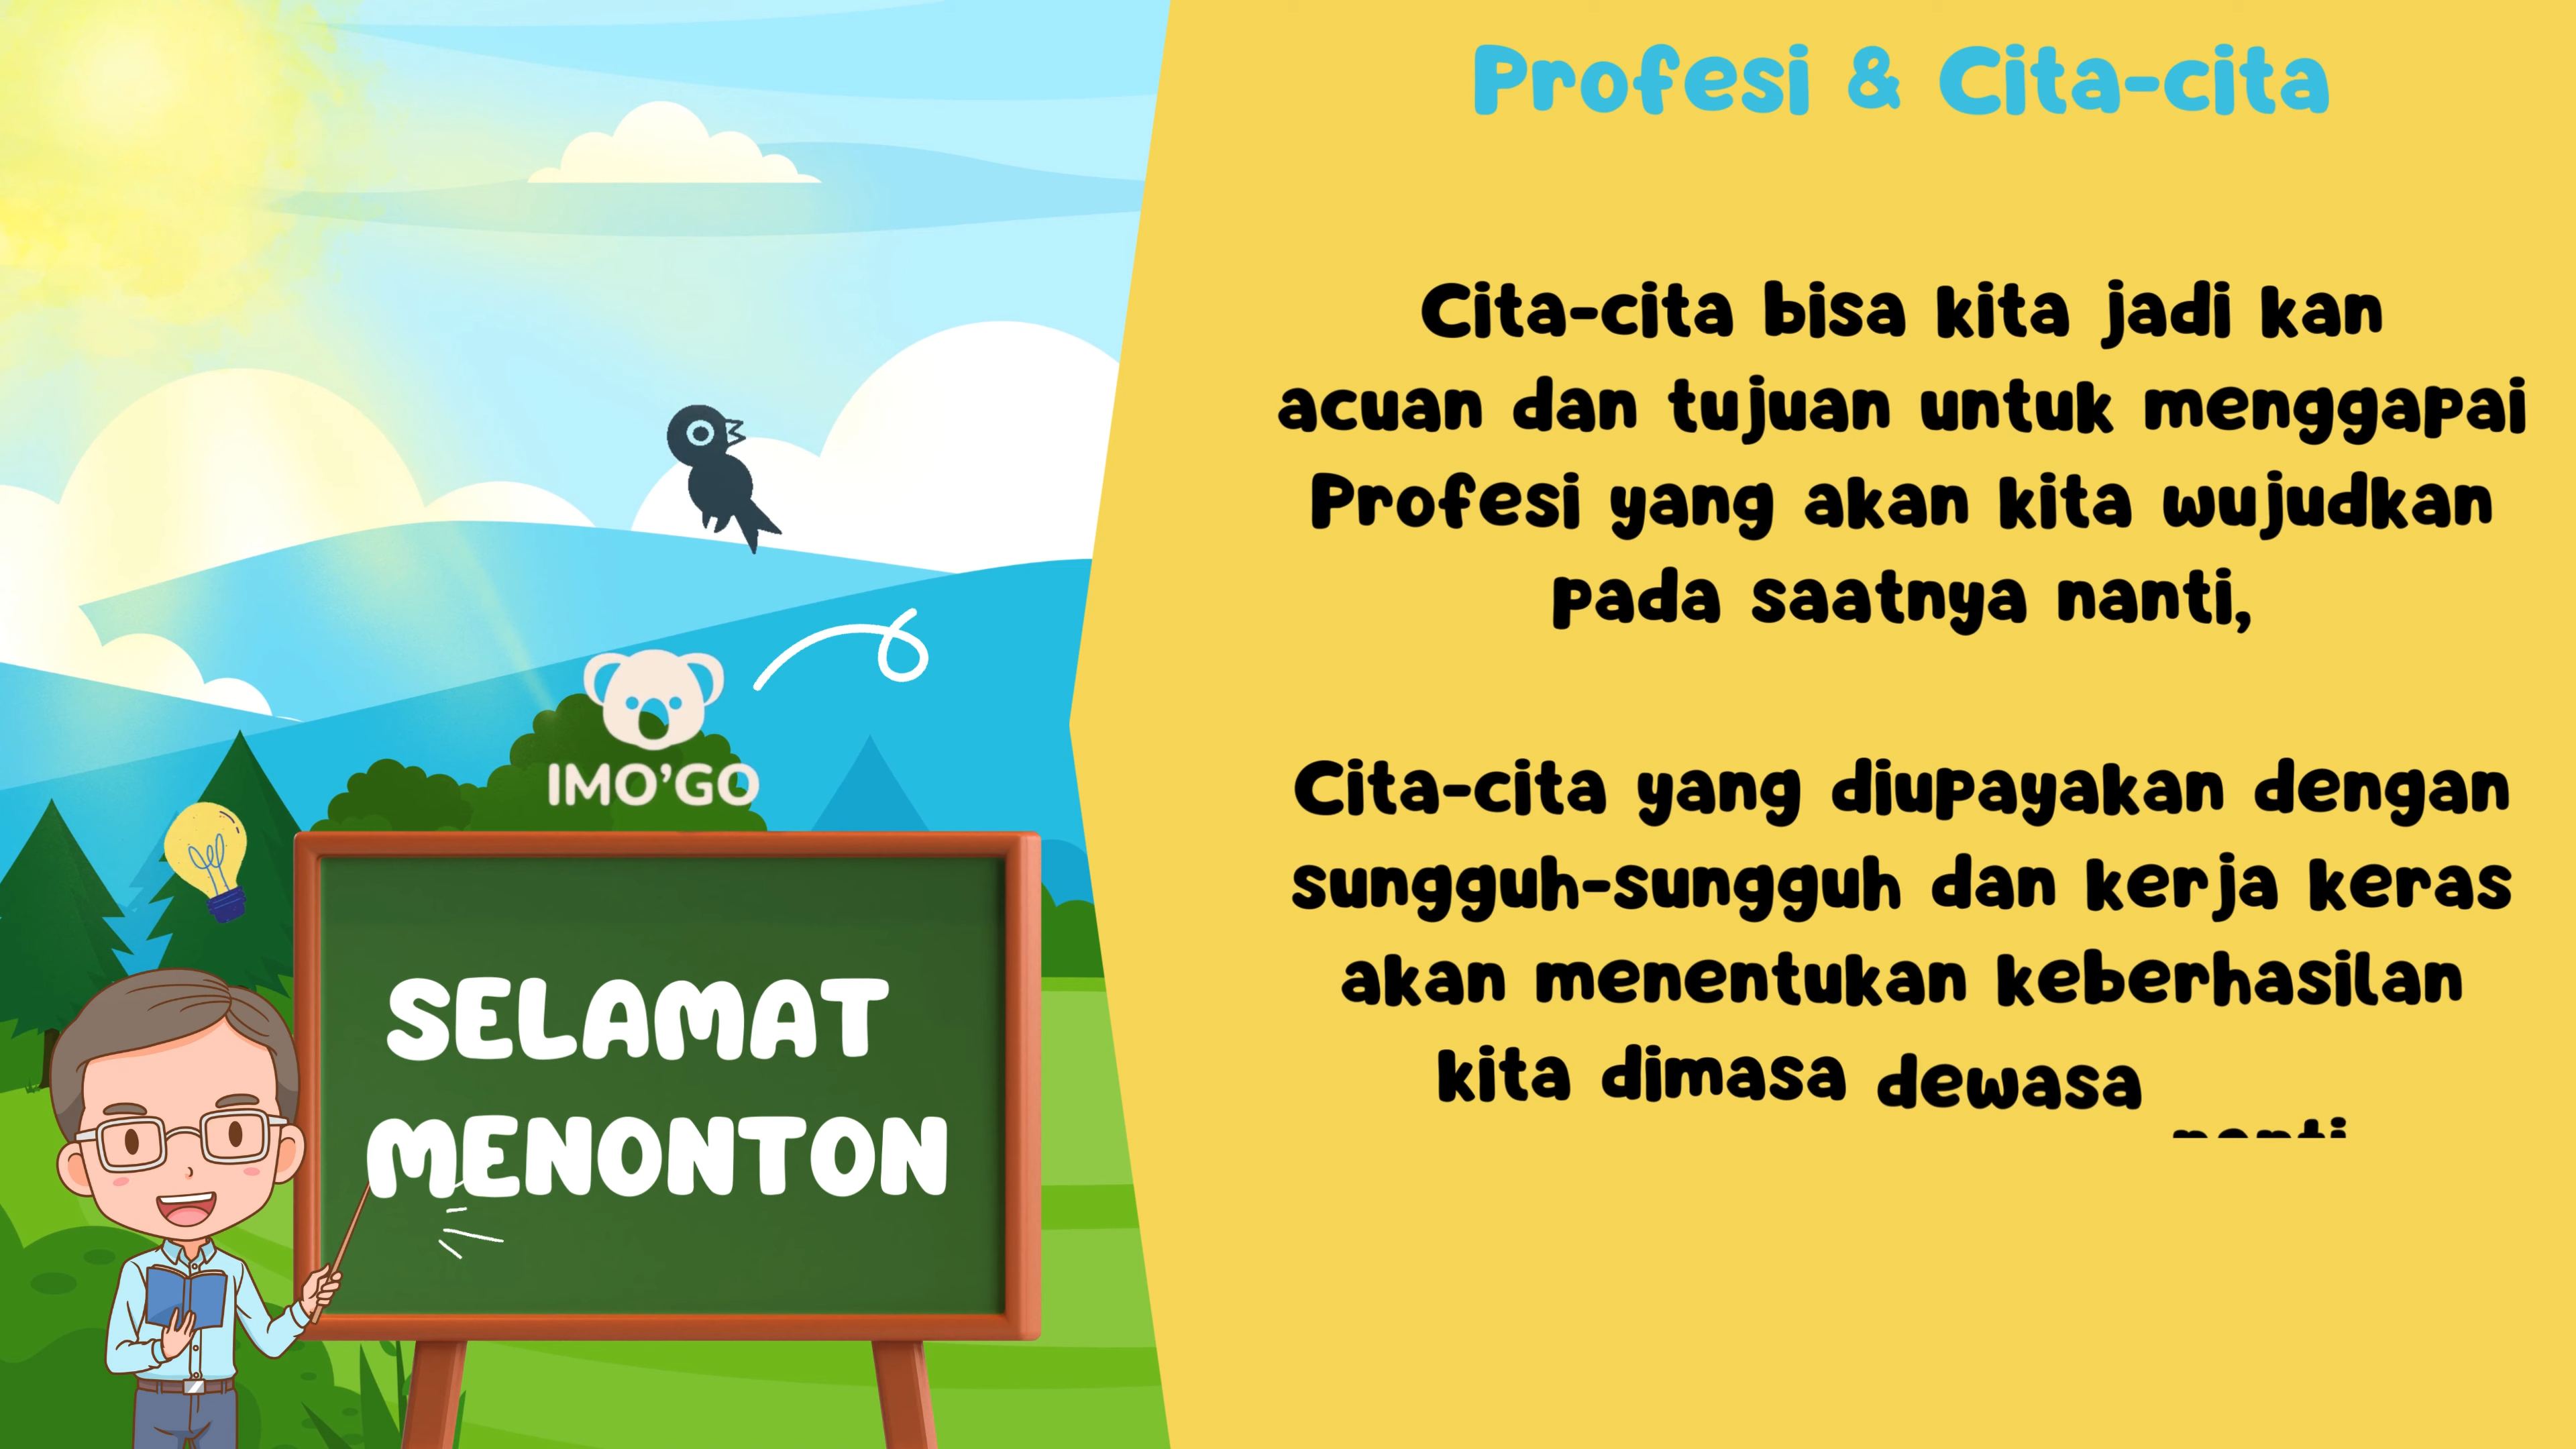 Profesi & Cita-cita
Cita-cita bisa kita jadi kan
acuan dan tujuan untuk menggapai
Profesi yang akan kita wujudkan
pada saatnya nanti,
Cita-cita yang diupayakan dengan
sungguh-sungguh dan kerja keras
akan menentukan keberhasilan
kita dimasa dewasa
nanti
IMO'GO
SELAMAT
MENONTON